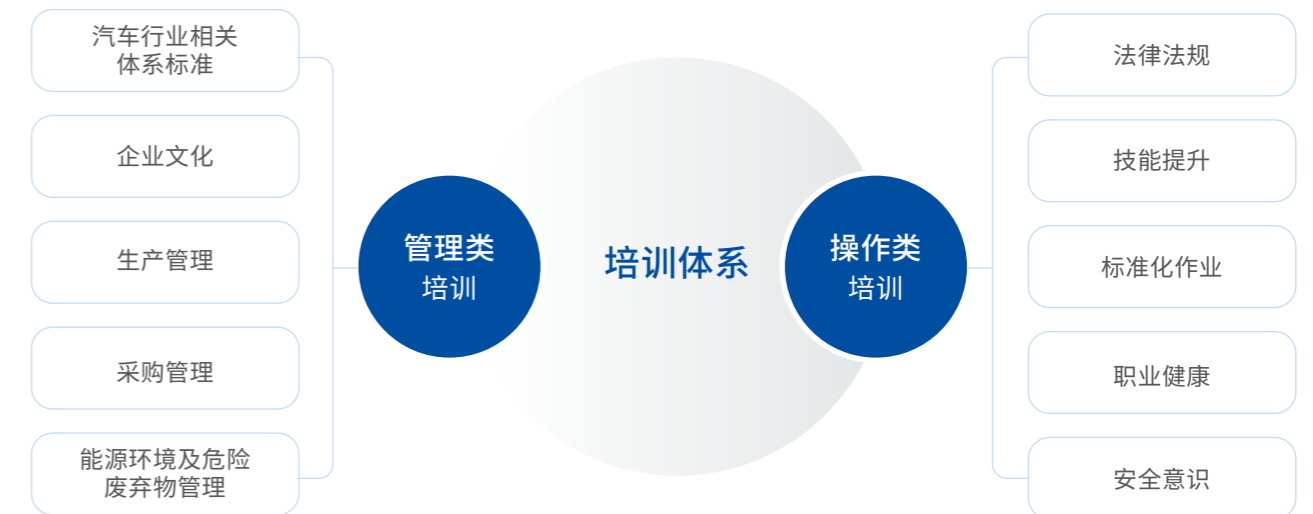 汽车行业相关
体系标准
企业文化
生产管理
采购管理
能源环境及危险
废弃物管理
管理类
培训
培训体系
操作类
培训
法律法规
技能提升
标准化作业
职业健康
安全意识